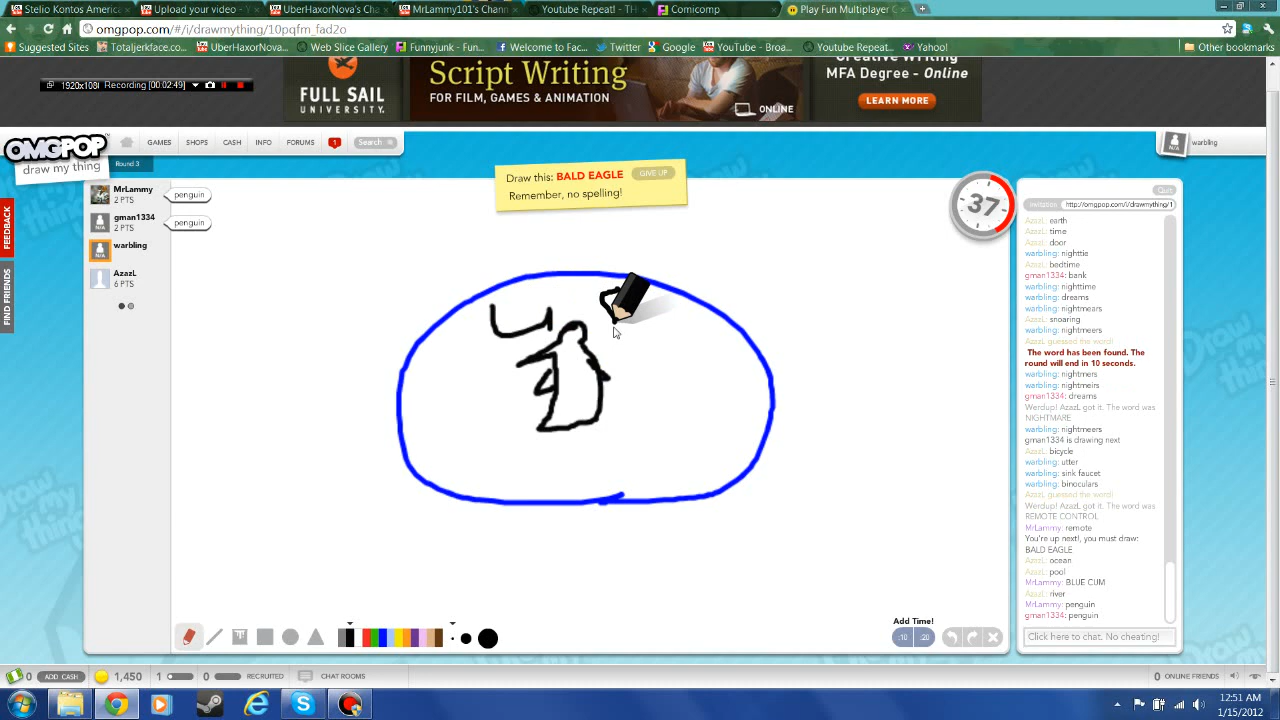 Stelio Kontos Americ
Upload your video - Y
UberHaxorNova's Chan
MrLammy101's Chann
Youtube Repeat! - TH
Comicomp
Play Fun Multiplayer G
omgpop.com/#/i/drawmything/10pqfm_fad2o
Suggested Sites
Totaljerkface.com
UberHaxorNova...
Web Slice Gallery
Funnyjunk - Fun...
Welcome to Face...
Twitter
Google
YouTube - Broa...
Youtube Repeat
Yahoo!
Other bookmarks
1920x108(
Recording [00:02:49]
FULL SAIL
UNIVERSITY.
Creative Writing
Script Writing
FOR FILM, GAMES & ANIMATION
ONLINE
MFA Degree - Online
LEARN MORE
OMGPOP
draw my thing
GAMES
SHOPS
CASH
INFO
FORUMS
1
Search
warbling
Round 3
Draw this: BALD EAGLE
GIVE UP
Remember, no spelling!
37
FEEDBACK
FIND FRIENDS
MrLammy
2 PTS
penguin
gman1334
2 PTS
penguin
warbling
AzazL
6 PTS
Quit
invitation
http://omgpop.com/i/drawmything/1
AzazL: earth
AzazL: time
AzazL: door
warbling: nighttie
AzazL: bedtime
gman1334: bank
warbling: nighttime
warbling: dreams
warbling: nightmears
AzazL: snoaring
warbling: nightmeers
AzazL guessed the word!
The word has been found. The
round will end in 10 seconds.
warbling: nightmers
warbling: nightmeirs
gman1334: dreams
Werdup! AzazL got it. The word was
NIGHTMARE
warbling: nightmeers
gman1334 is drawing next
AzazL: bicycle
warbling: utter
warbling: sink faucet
warbling: binoculars
AzazL guessed the word!
Werdup! AzazL got it. The word was
REMOTE CONTROL
MrLammy: remote
You're up next!, you must draw:
BALD EAGLE
AzazL: ocean
AzazL: pool
MrLammy: BLUE CUM
AzazL: river
MrLammy: penguin
gman1334: penguin
Click here to chat. No cheating!
Add Time!
:10
:20
0
ADD CASH
1,450
1
0
RECRUITED
CHAT ROOMS
0 ONLINE FRIENDS
12:51 AM
1/15/2012